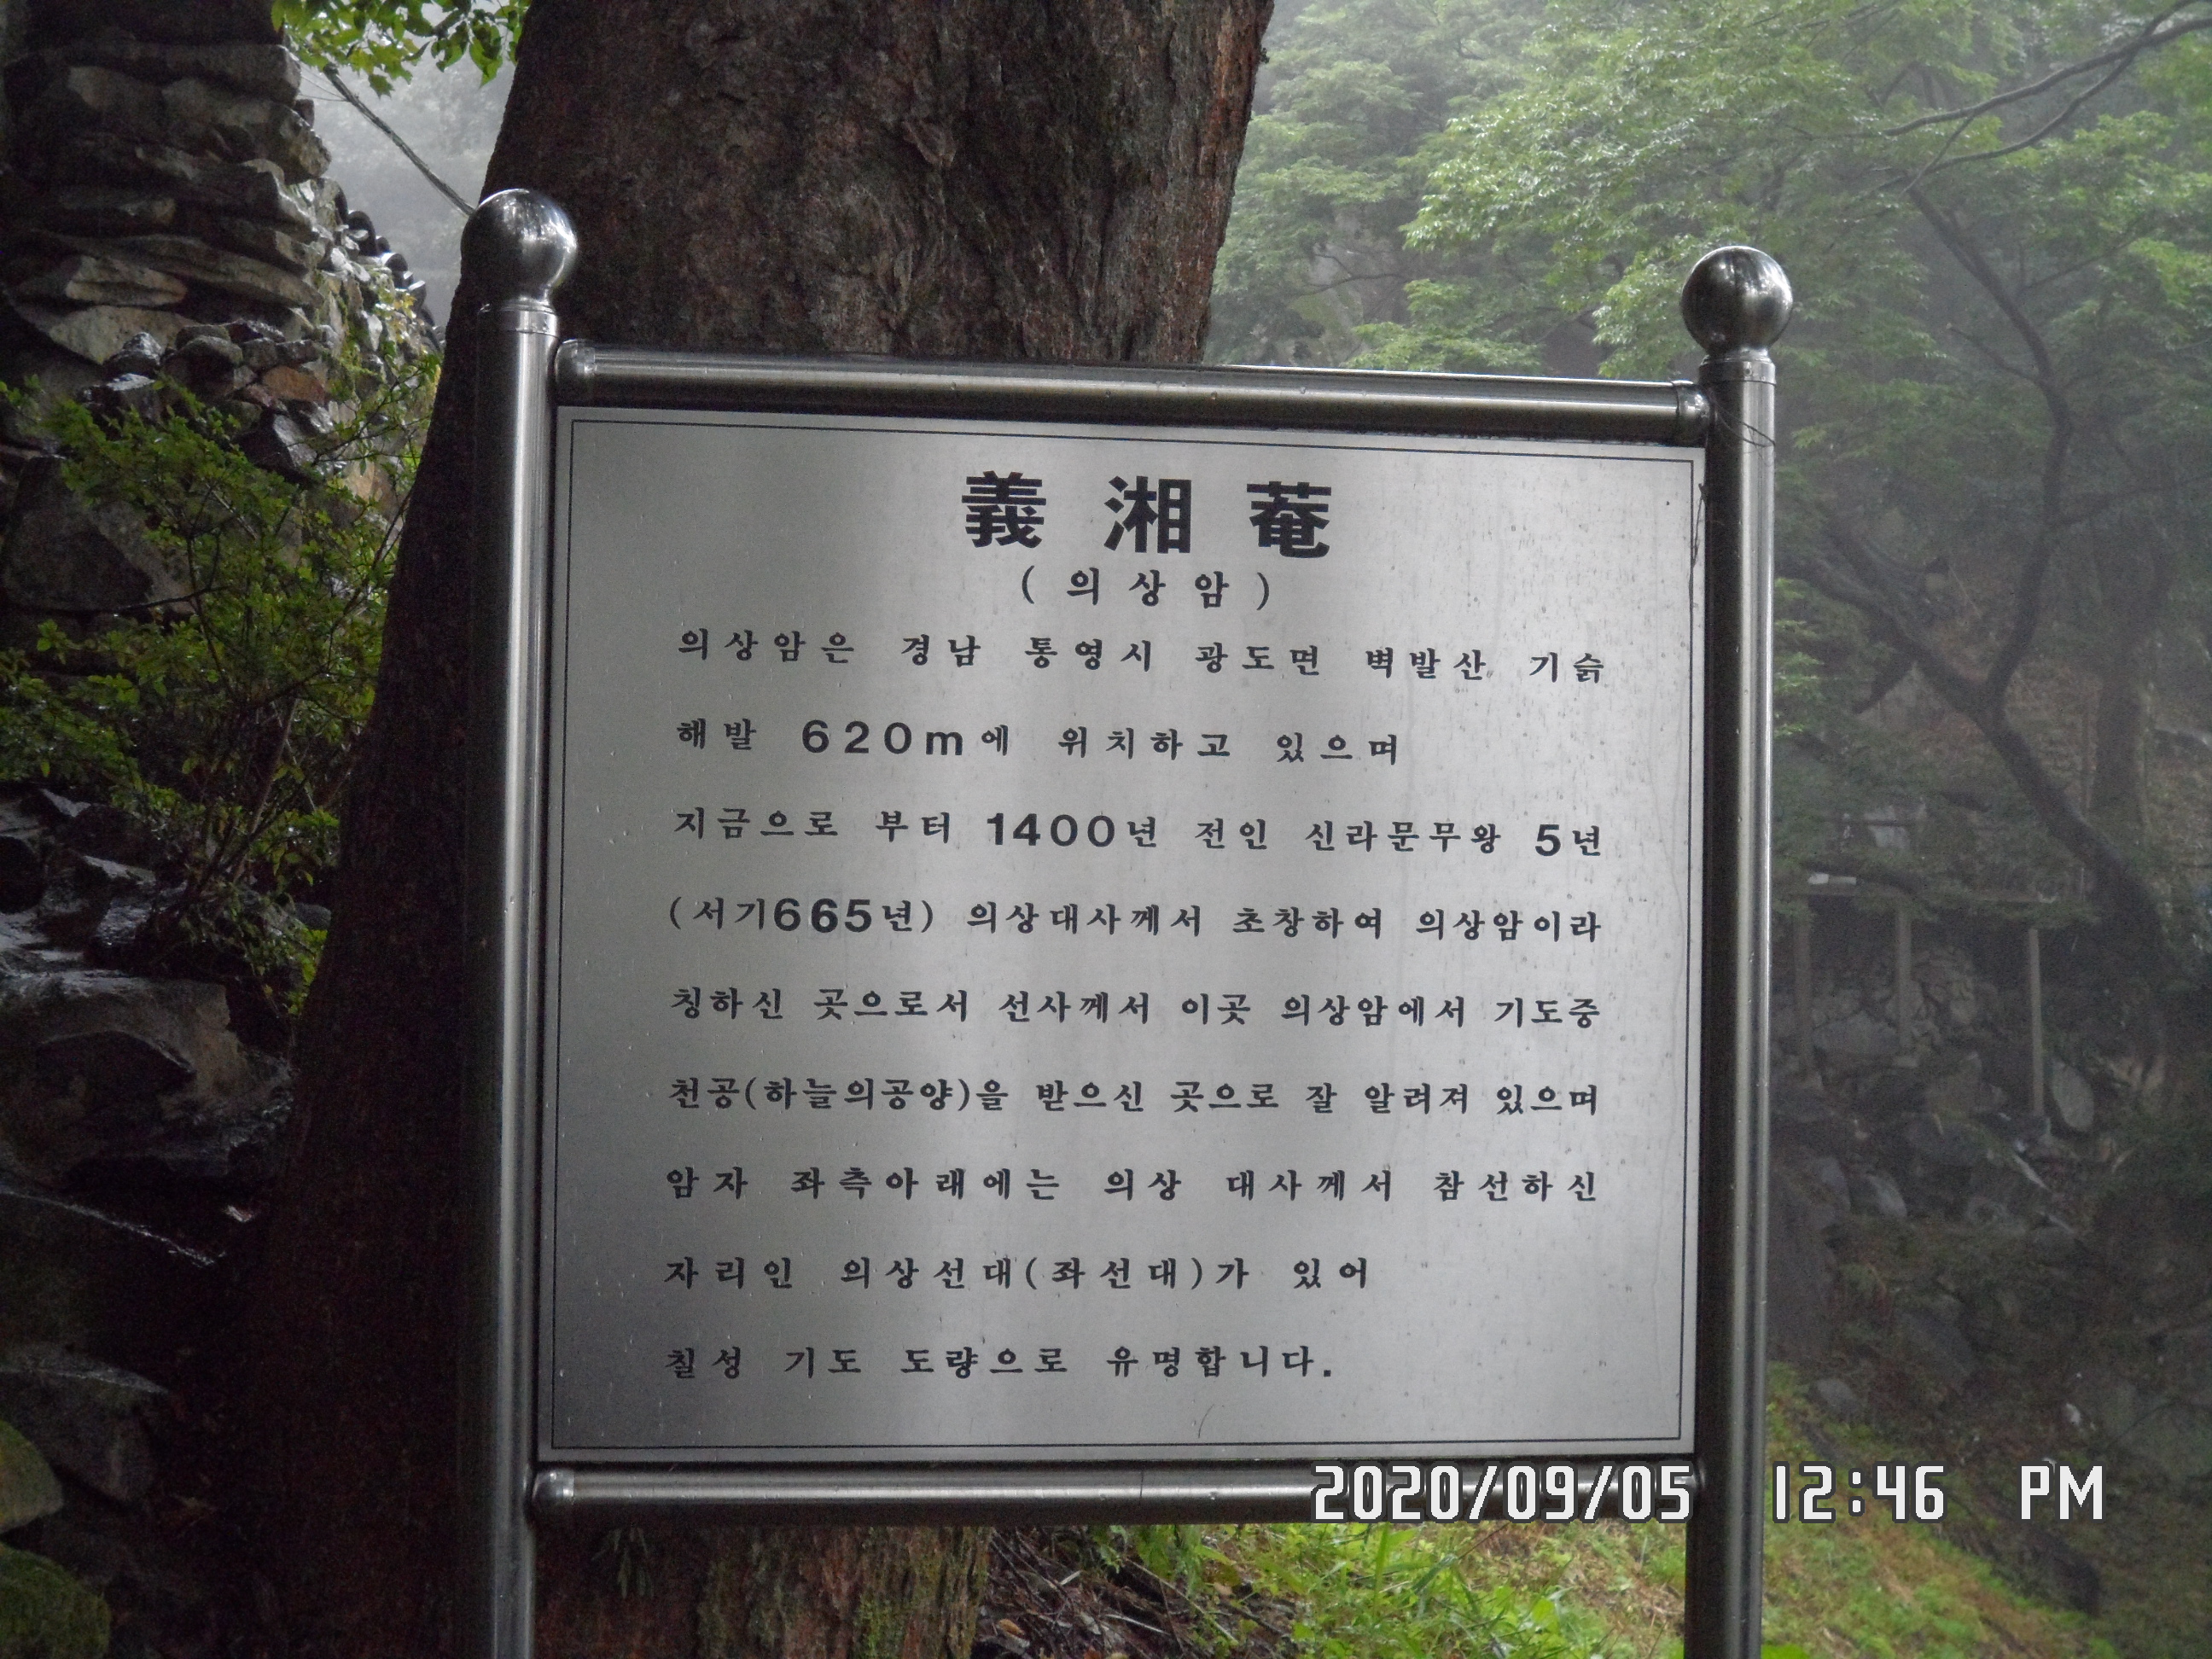 義湘菴
(의상암)
의상암은 경남 통영시 광도면 벽발산 기슭
해발 620m에 위치하고 있으며
지금으로 부터 1400년 전인 신라문무왕 5년
(서기665년) 의상대사께서 초창하여 의상암이라
칭하신 곳으로서 선사께서 이곳 의상암에서 기도중
천공(하늘의공양)을 받으신 곳으로 잘 알려져 있으며
암자 좌측아래에는 의상 대사께서 참선하신
자리인 의상선대(좌선대)가 있어
칠성 기도 도량으로 유명합니다.
2020/09/05 12:46 PM